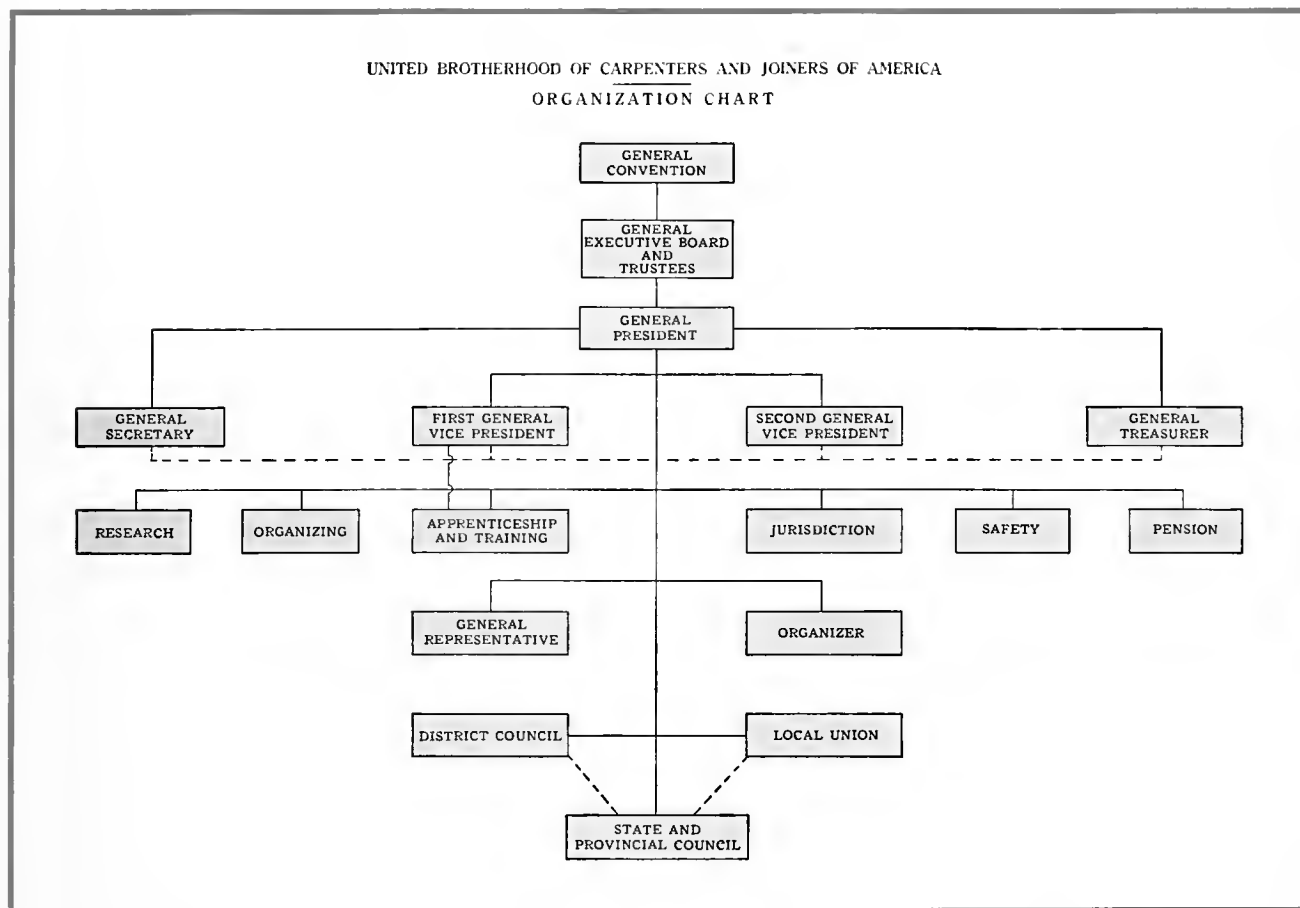 UNITED BROTHERHOOD OF CARPENTERS AND JOINERS OF AMERICA
ORGANIZATION CHART
GENERAL
CONVENTION
GENERAL
EXECUTIVE BOARD
AND
TRUSTEES
GENERAL
PRESIDENT
GENERAL
SECRETARY
FIRST GENERAL
VICE PRESIDENT
SECOND GENERAL
VICE PRESIDENT
GENERAL
TREASURER
RESEARCH
ORGANIZING
APPRENTICESHIP
AND TRAINING
JURISDICTION
SAFETY
PENSION
GENERAL
REPRESENTATIVE
ORGANIZER
DISTRICT COUNCIL
LOCAL UNION
STATE AND
PROVINCIAL COUNCIL